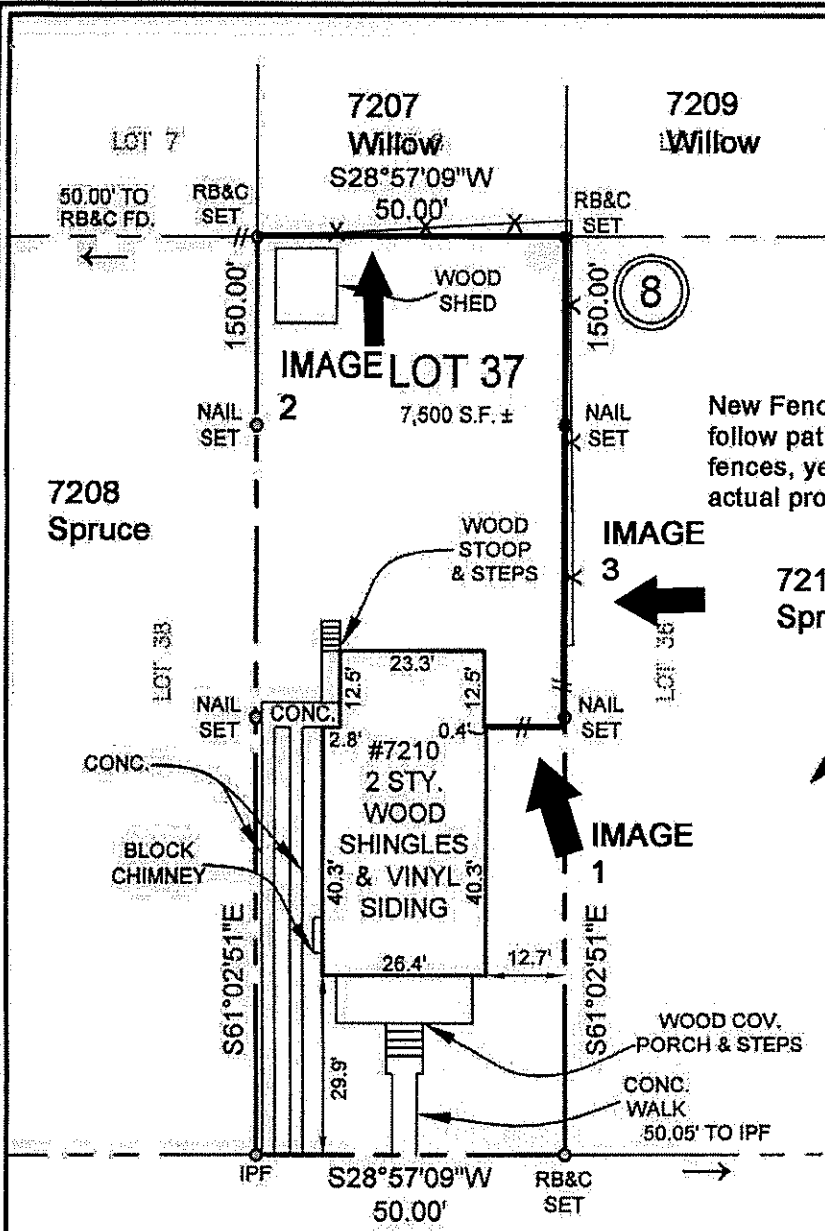 7207
Willow
7209
Willow
LOT 7
S28°57'09"W
50.00'
50.00' TO
RB&C FD.
RB&C
SET
RB&C
SET
150.00'
150.00'
8
WOOD
SHED
IMAGE
2
LOT 37
7,500 S.F. ±
NAIL
SET
NAIL
SET
New Fenc
follow pat
fences, ye
actual pro
7208
Spruce
WOOD
STOOP
& STEPS
IMAGE
3
721
Spr
LOT 38
LOT 36
23.3'
12.5'
12.5'
NAIL
SET
CONC.
2.8'
0.4'
NAIL
SET
CONC.
#7210
2 STY.
WOOD
SHINGLES
& VINYL
SIDING
BLOCK
CHIMNEY
IMAGE
1
40.3'
40.3'
26.4'
12.7'
S61°02'51"E
S61°02'51"E
29.9'
WOOD COV.
PORCH & STEPS
CONC.
WALK
50.05' TO IPF
IPF
S28°57'09"W
50.00'
RB&C
SET